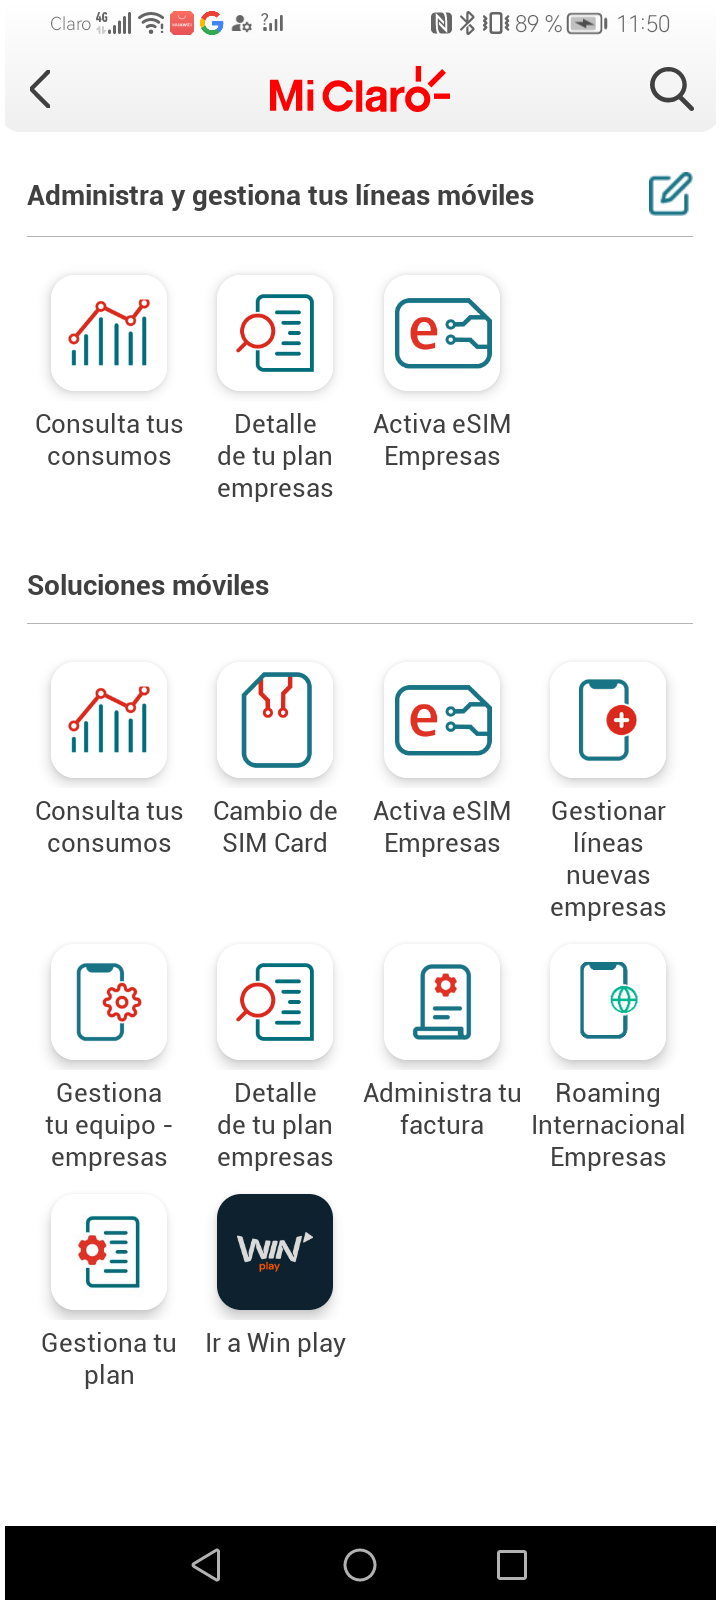 Claro 4G ? 89 % 11:50
Mi Claro
Administra y gestiona tus líneas móviles
e
Consulta tus
consumos
Detalle
de tu plan
empresas
Activa eSIM
Empresas
Soluciones móviles
e
Consulta tus
consumos
Cambio de
SIM Card
Activa eSIM
Empresas
Gestionar
líneas
nuevas
empresas
Gestiona
tu equipo -
empresas
Detalle
de tu plan
empresas
Administra tu
factura
Roaming
Internacional
Empresas
WIN
play
Gestiona tu
plan
Ir a Win play